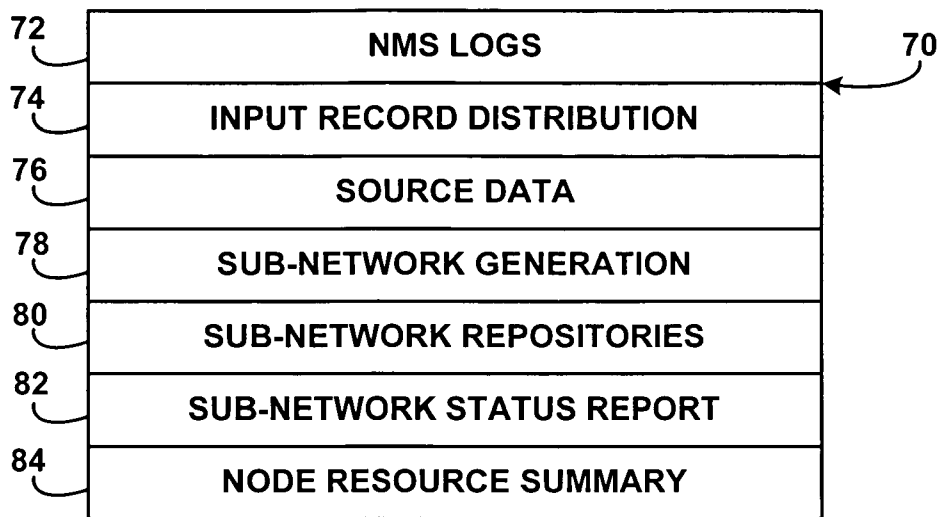 72 NMS LOGS 70
74 INPUT RECORD DISTRIBUTION
76 SOURCE DATA
78 SUB-NETWORK GENERATION
80 SUB-NETWORK REPOSITORIES
82 SUB-NETWORK STATUS REPORT
84 NODE RESOURCE SUMMARY